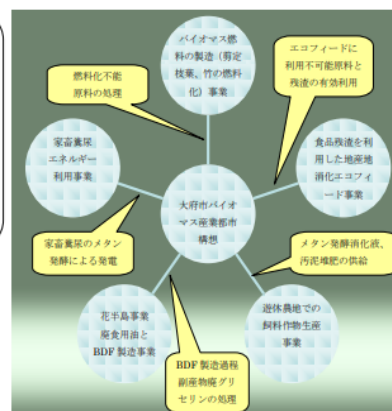 バイオマス燃
料の製造（剪定
枝葉、竹の燃料
化）事業
エコフィードに
利用不可能原料と
残渣の有効利用
燃料化不能
原料の処理
家畜糞尿
エネルギー
利用事業
食品残渣を利
用した地産地
消化エコフィ
ード事業
大府市バイオ
マス産業都市
構想
家畜糞尿のメタン
発酵による発電
メタン発酵消化液、
汚泥堆肥の供給
花半島事業
廃食用油と
BDF 製造事業
遊休農地での
飼料作物生産
事業
BDF 製造過程
副産物廃グリ
セリンの処理